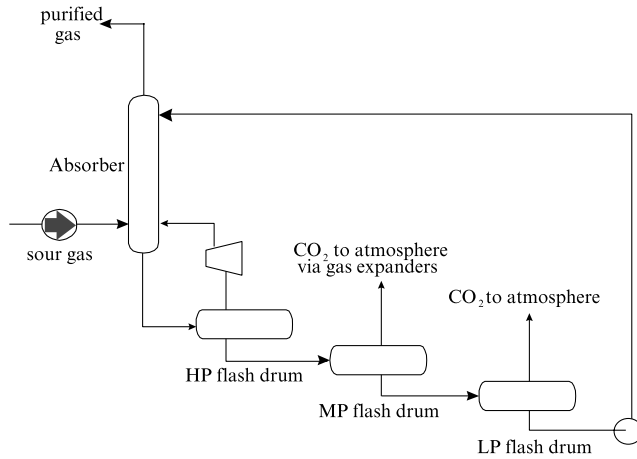 purified
gas
Absorber
sour gas
CO2 to atmosphere
via gas expanders
CO2 to atmosphere
HP flash drum
MP flash drum
LP flash drum